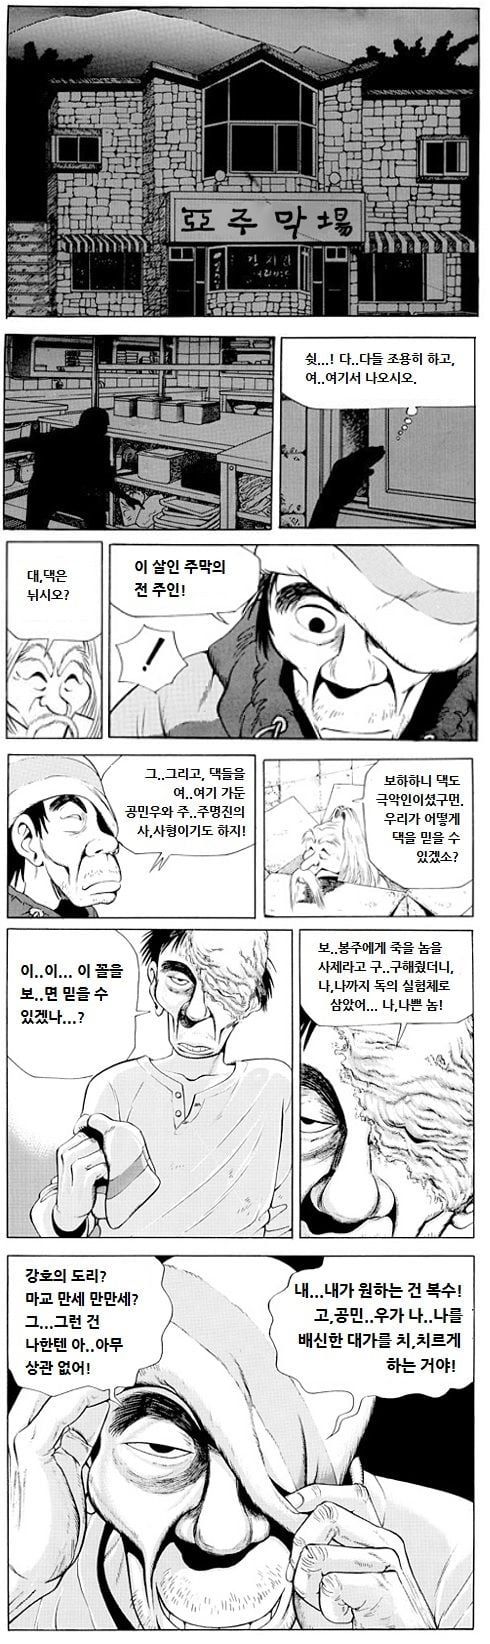 주막場
쉿...! 다..다들 조용히 하고,
여..여기서 나오시오.
대,댁은
뉘시오?
이 살인 주막의
전 주인!
!
그..그리고, 댁들을
여..여기 가둔
공민우와 주..주명진의
사,사형이기도 하지!
보하하니 댁도
극악인이셨구먼.
우리가 어떻게
댁을 믿을 수
있겠소?
이..이... 이 꼴을
보..면 믿을 수
있겠나...?
보..봉주에게 죽을 놈을
사제라고 구..구해줬더니,
나,나까지 독의 실험체로
삼았어... 나,나쁜 놈!
강호의 도리?
마교 만세 만만세?
그...그런 건
나한텐 아..아무
상관 없어!
내...내가 원하는 건 복수!
고,공민..우가 나..나를
배신한 대가를 치,치르게
하는 거야!